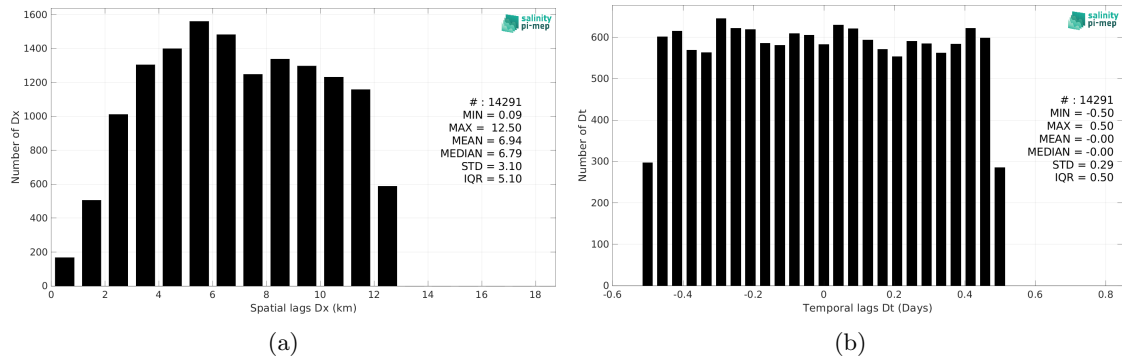 1600
1400
1200
1000
800
600
400
200
0
Number of Dx
salinity
pi-mep
# : 14291
MIN = 0.09
MAX = 12.50
MEAN = 6.94
MEDIAN = 6.79
STD = 3.10
IQR = 5.10
0 2 4 6 8 10 12 14 16 18
Spatial lags Dx (km)
(a)
600
500
400
300
200
100
0
Number of Dt
salinity
pi-mep
# : 14291
MIN = -0.50
MAX = 0.50
MEAN = -0.00
MEDIAN = -0.00
STD = 0.29
IQR = 0.50
-0.6 -0.4 -0.2 0 0.2 0.4 0.6 0.8
Temporal lags Dt (Days)
(b)